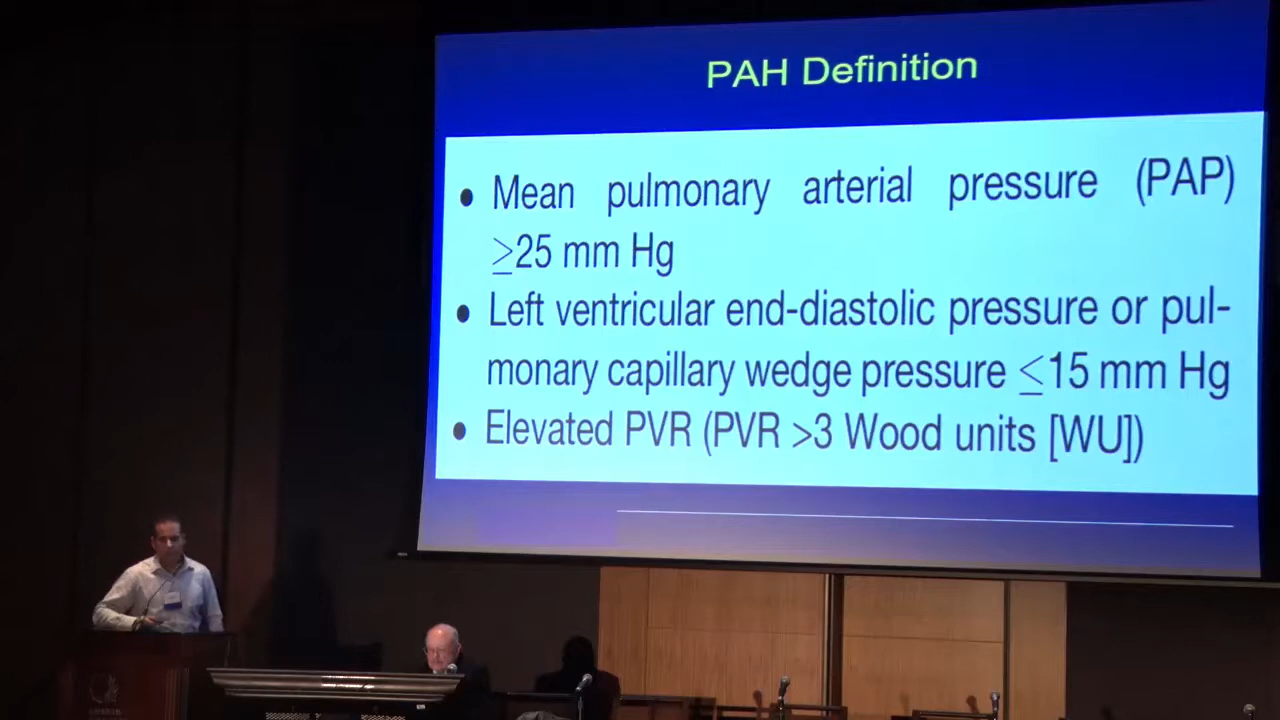 PAH Definition
• Mean pulmonary arterial pressure (PAP)
≥25 mm Hg
• Left ventricular end-diastolic pressure or pul-
monary capillary wedge pressure ≤15 mm Hg
• Elevated PVR (PVR >3 Wood units [WU])